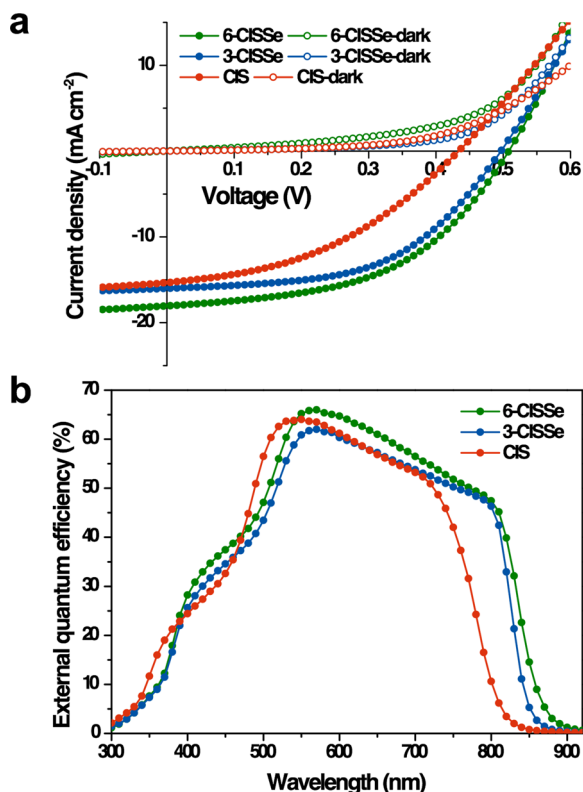 a
6-CISSe 6-CISSe-dark
3-CISSe 3-CISSe-dark
CIS CIS-dark
Current density (mA cm-2)
10
-10
-20
-0.1 0.1 0.2 0.3 0.4 0.5 0.6
Voltage (V)
b
6-CISSe
3-CISSe
CIS
External quantum efficiency (%)
70
60
50
40
30
20
10
0
300 400 500 600 700 800 900
Wavelength (nm)